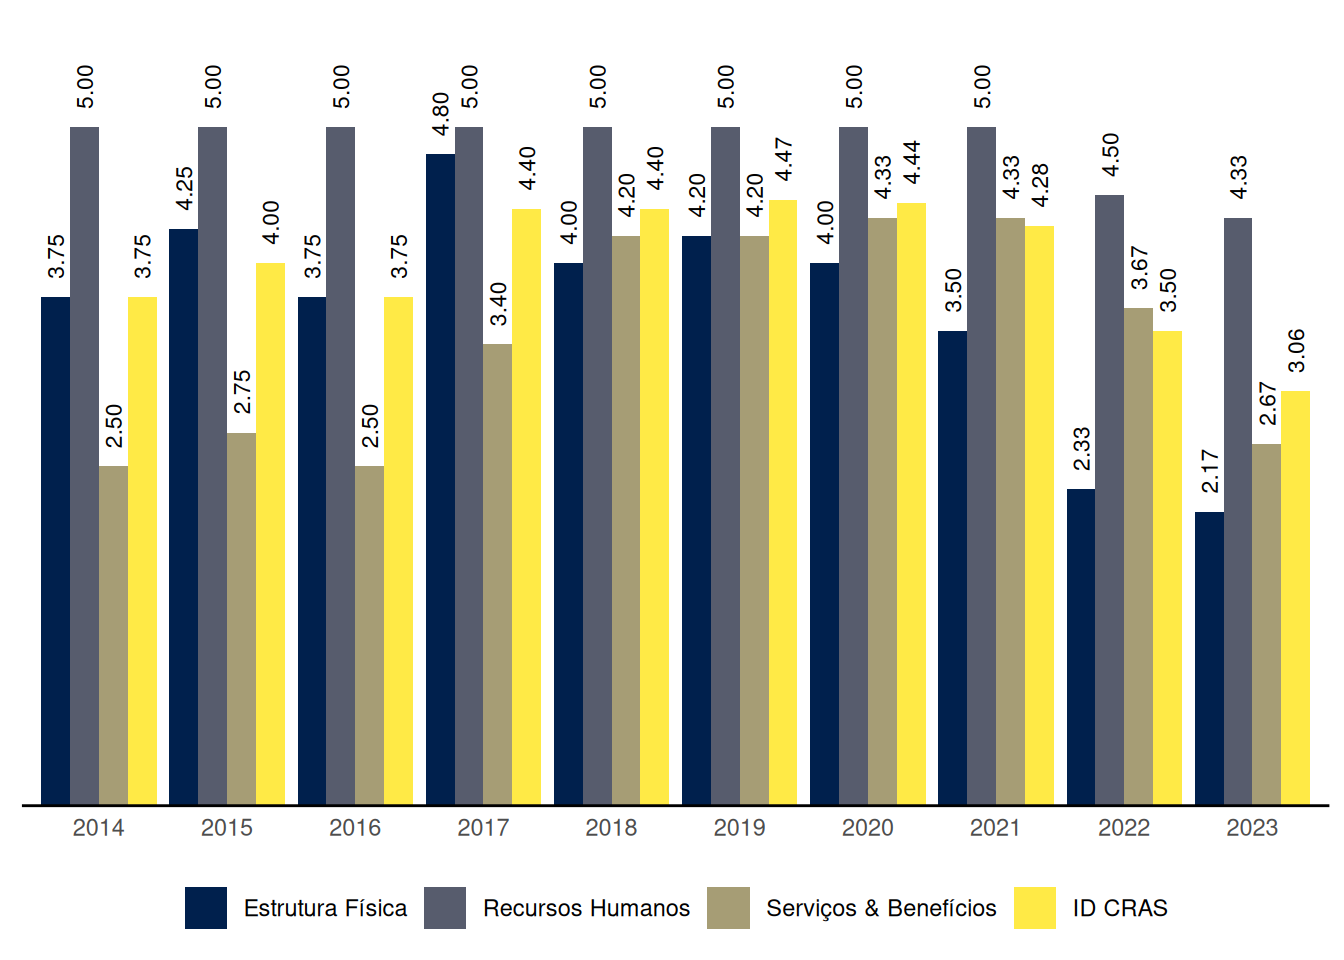 3.75 5.00 2.50 3.75
4.25 5.00 2.75 4.00
3.75 5.00 2.50 3.75
4.80 5.00 3.40 4.40
4.00 5.00 4.20 4.40
4.20 5.00 4.20 4.47
4.00 5.00 4.33 4.44
3.50 5.00 4.33 4.28
2.33 4.50 3.67 3.50
2.17 4.33 2.67 3.06
2014 2015 2016 2017 2018 2019 2020 2021 2022 2023
Estrutura Física Recursos Humanos Serviços & Benefícios ID CRAS